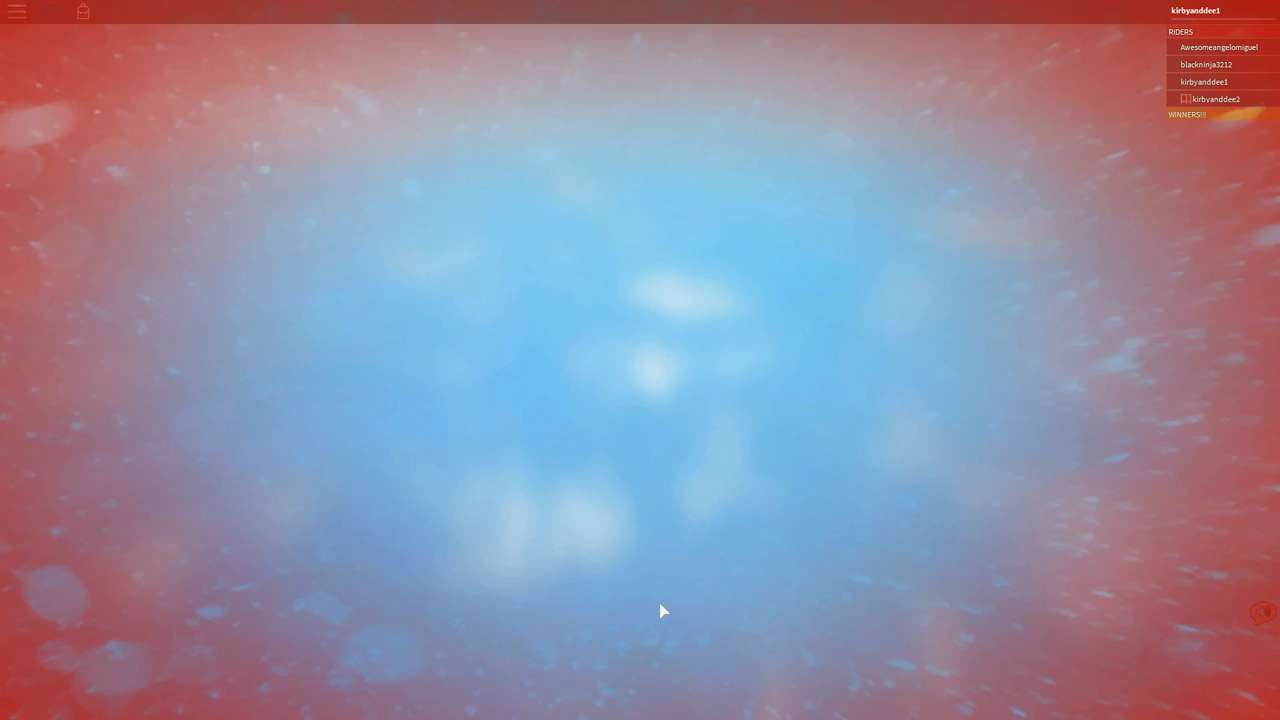 kirbyanddee1
RIDERS
Awesomeangelomiguel
blackninja3212
kirbyanddee1
kirbyanddee2
WINNERS!!!